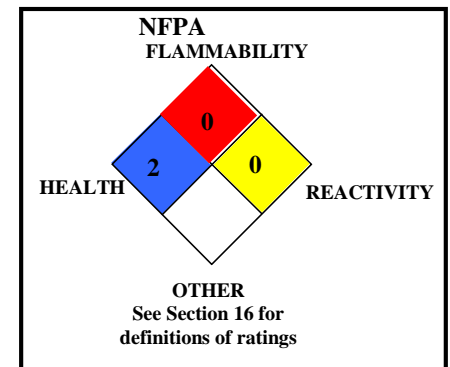 NFPA
FLAMMABILITY
0
2
0
HEALTH
REACTIVITY
OTHER
See Section 16 for
definitions of ratings